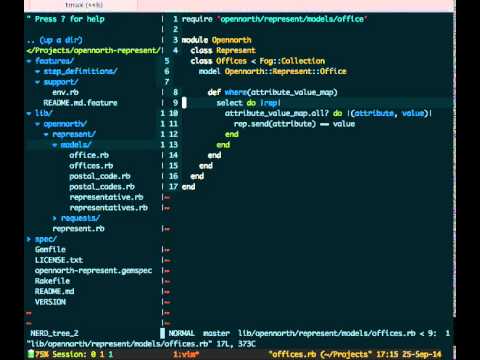 tmux (⌥⌘6)
" Press ? for help
.. (up a dir)
</Projects/opennorth-represent/
▾ features/
▸ step_definitions/
▾ support/
env.rb
README.md.feature
▾ lib/
▾ opennorth/
▾ represent/
▾ models/
office.rb
offices.rb
postal_code.rb
postal_codes.rb
representative.rb
representatives.rb
▸ requests/
represent.rb
▸ spec/
Gemfile
LICENSE.txt
opennorth-represent.gemspec
Rakefile
README.md
VERSION
1 require 'opennorth/represent/models/office'
2
3 module Opennorth
4 class Represent
5 class Offices < Fog::Collection
6 model Opennorth::Represent::Office
7
8 def where(attribute_value_map)
9 select do |rep|
10 attribute_value_map.all? do |(attribute, value)|
11 rep.send(attribute) == value
12 end
13 end
14 end
15 end
16 end
17 end
NERD_tree_2 NORMAL master lib/opennorth/represent/models/offices.rb < 9: 1
"lib/opennorth/represent/models/offices.rb" 17L, 373C
75% Session: 0 1 1 1:vim* "offices.rb (~/Projects" 17:15 25-Sep-14